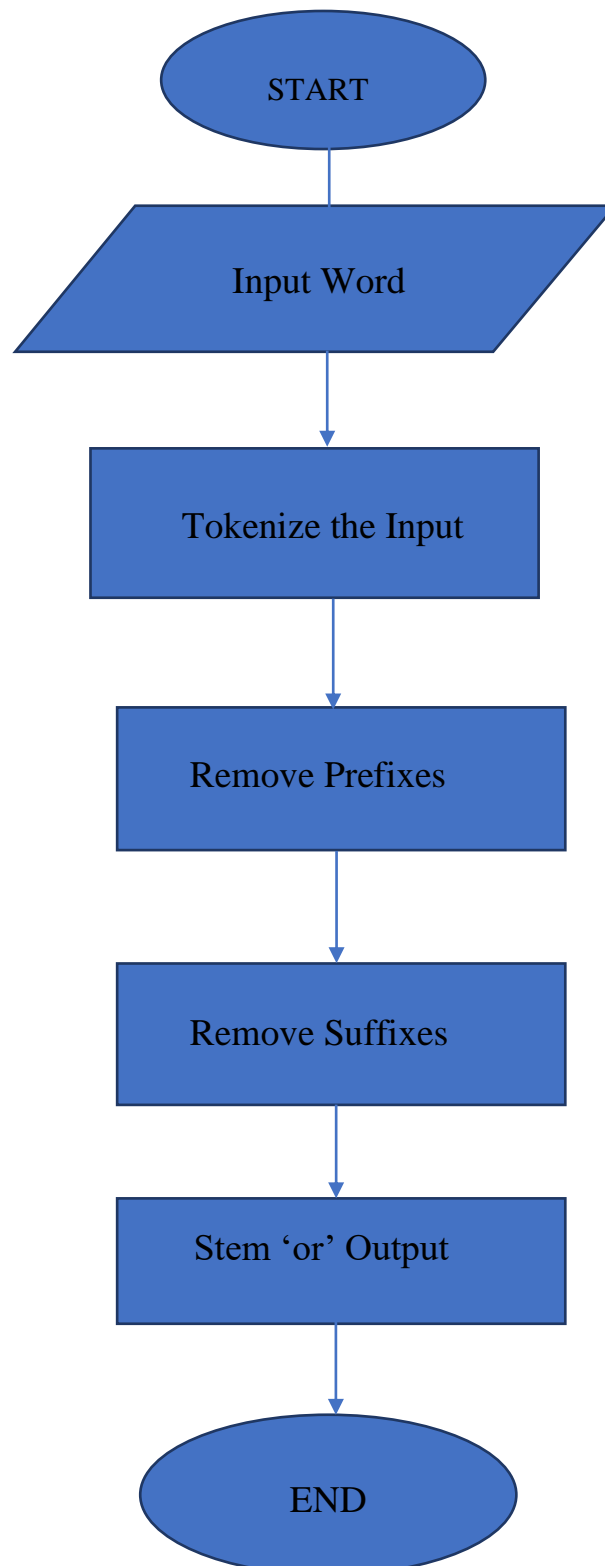 START
Input Word
Tokenize the Input
Remove Prefixes
Remove Suffixes
Stem ‘or’ Output
END